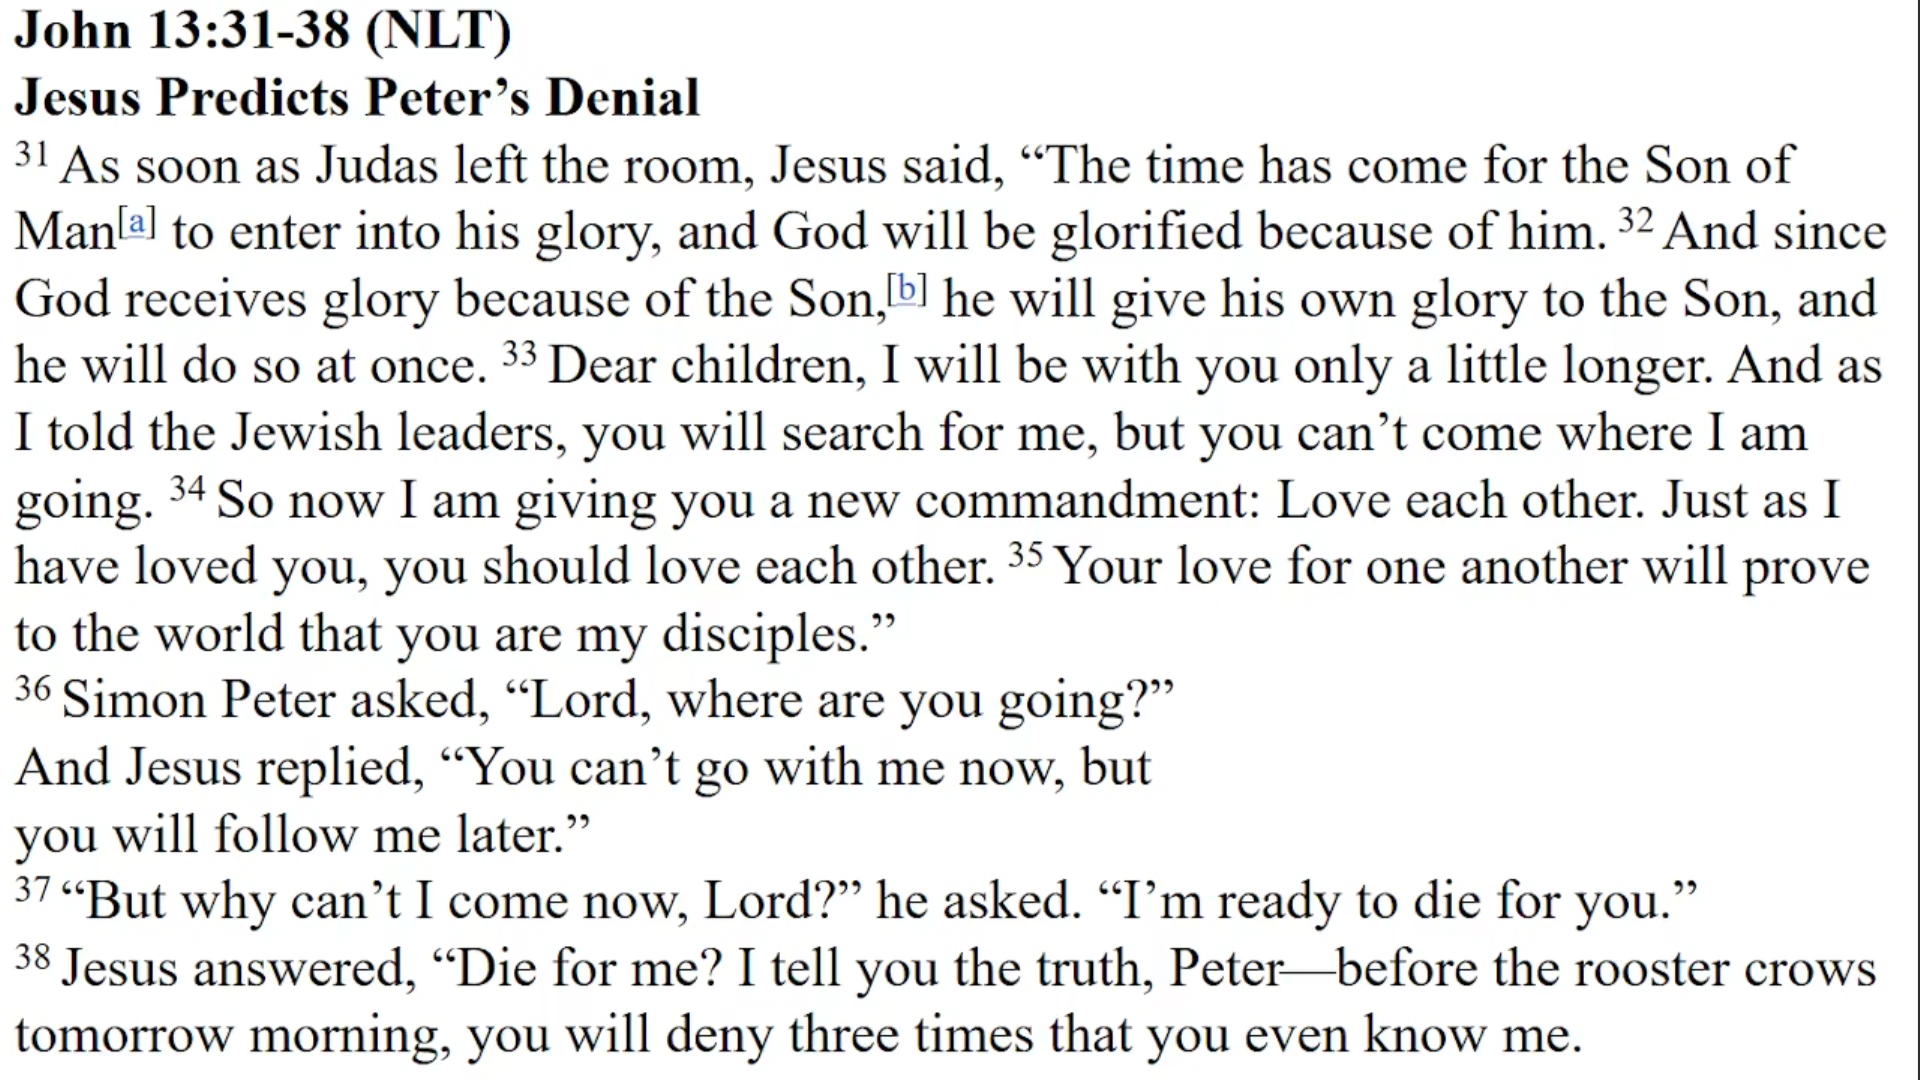 John 13:31-38 (NLT)
Jesus Predicts Peter’s Denial
31 As soon as Judas left the room, Jesus said, “The time has come for the Son of
Man[a] to enter into his glory, and God will be glorified because of him. 32 And since
God receives glory because of the Son,[b] he will give his own glory to the Son, and
he will do so at once. 33 Dear children, I will be with you only a little longer. And as
I told the Jewish leaders, you will search for me, but you can’t come where I am
going. 34 So now I am giving you a new commandment: Love each other. Just as I
have loved you, you should love each other. 35 Your love for one another will prove
to the world that you are my disciples.”
36 Simon Peter asked, “Lord, where are you going?”
And Jesus replied, “You can’t go with me now, but
you will follow me later.”
37 “But why can’t I come now, Lord?” he asked. “I’m ready to die for you.”
38 Jesus answered, “Die for me? I tell you the truth, Peter—before the rooster crows
tomorrow morning, you will deny three times that you even know me.